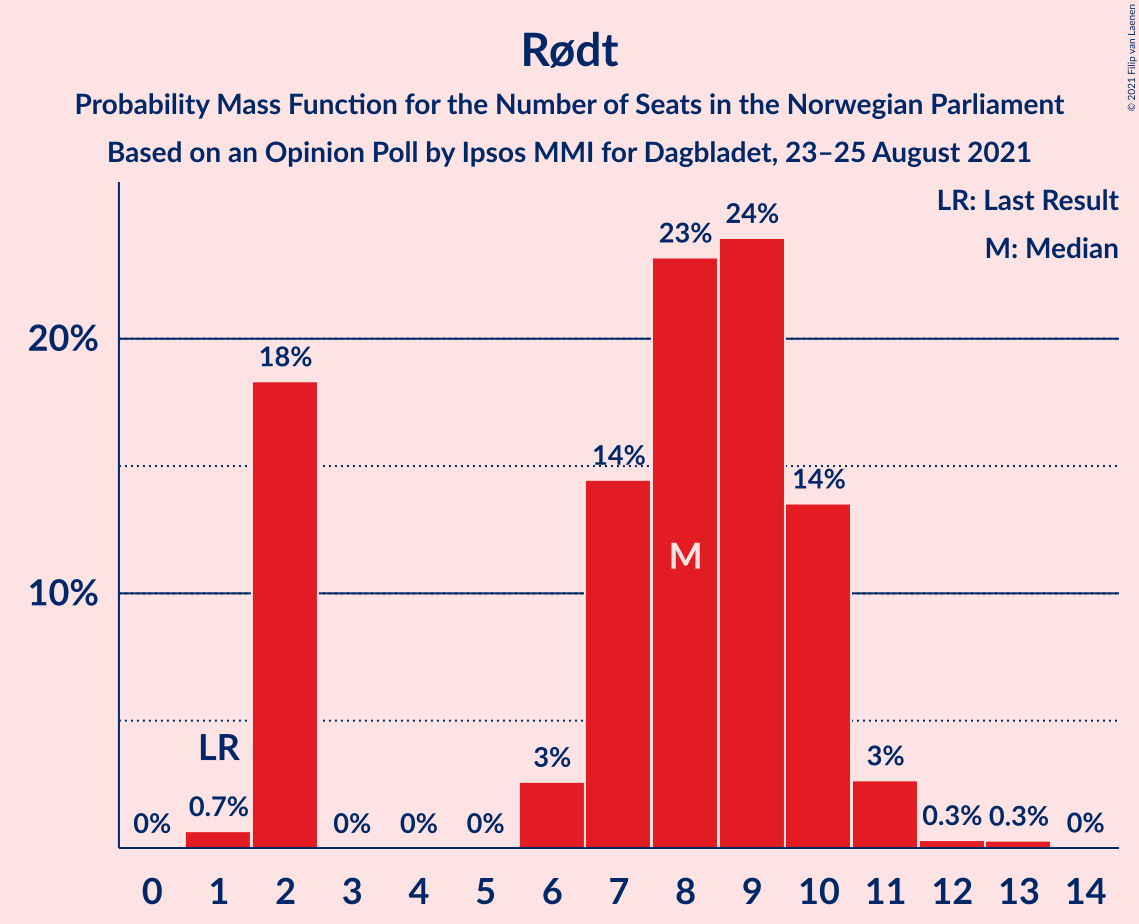 © 2021 Filip van Laenen
Rødt
Probability Mass Function for the Number of Seats in the Norwegian Parliament
Based on an Opinion Poll by Ipsos MMI for Dagbladet, 23–25 August 2021
LR: Last Result
M: Median
20%
10%
0%
0.7%
18%
0%
0%
0%
3%
14%
23%
24%
14%
3%
0.3%
0.3%
0%
LR
M
0 1 2 3 4 5 6 7 8 9 10 11 12 13 14